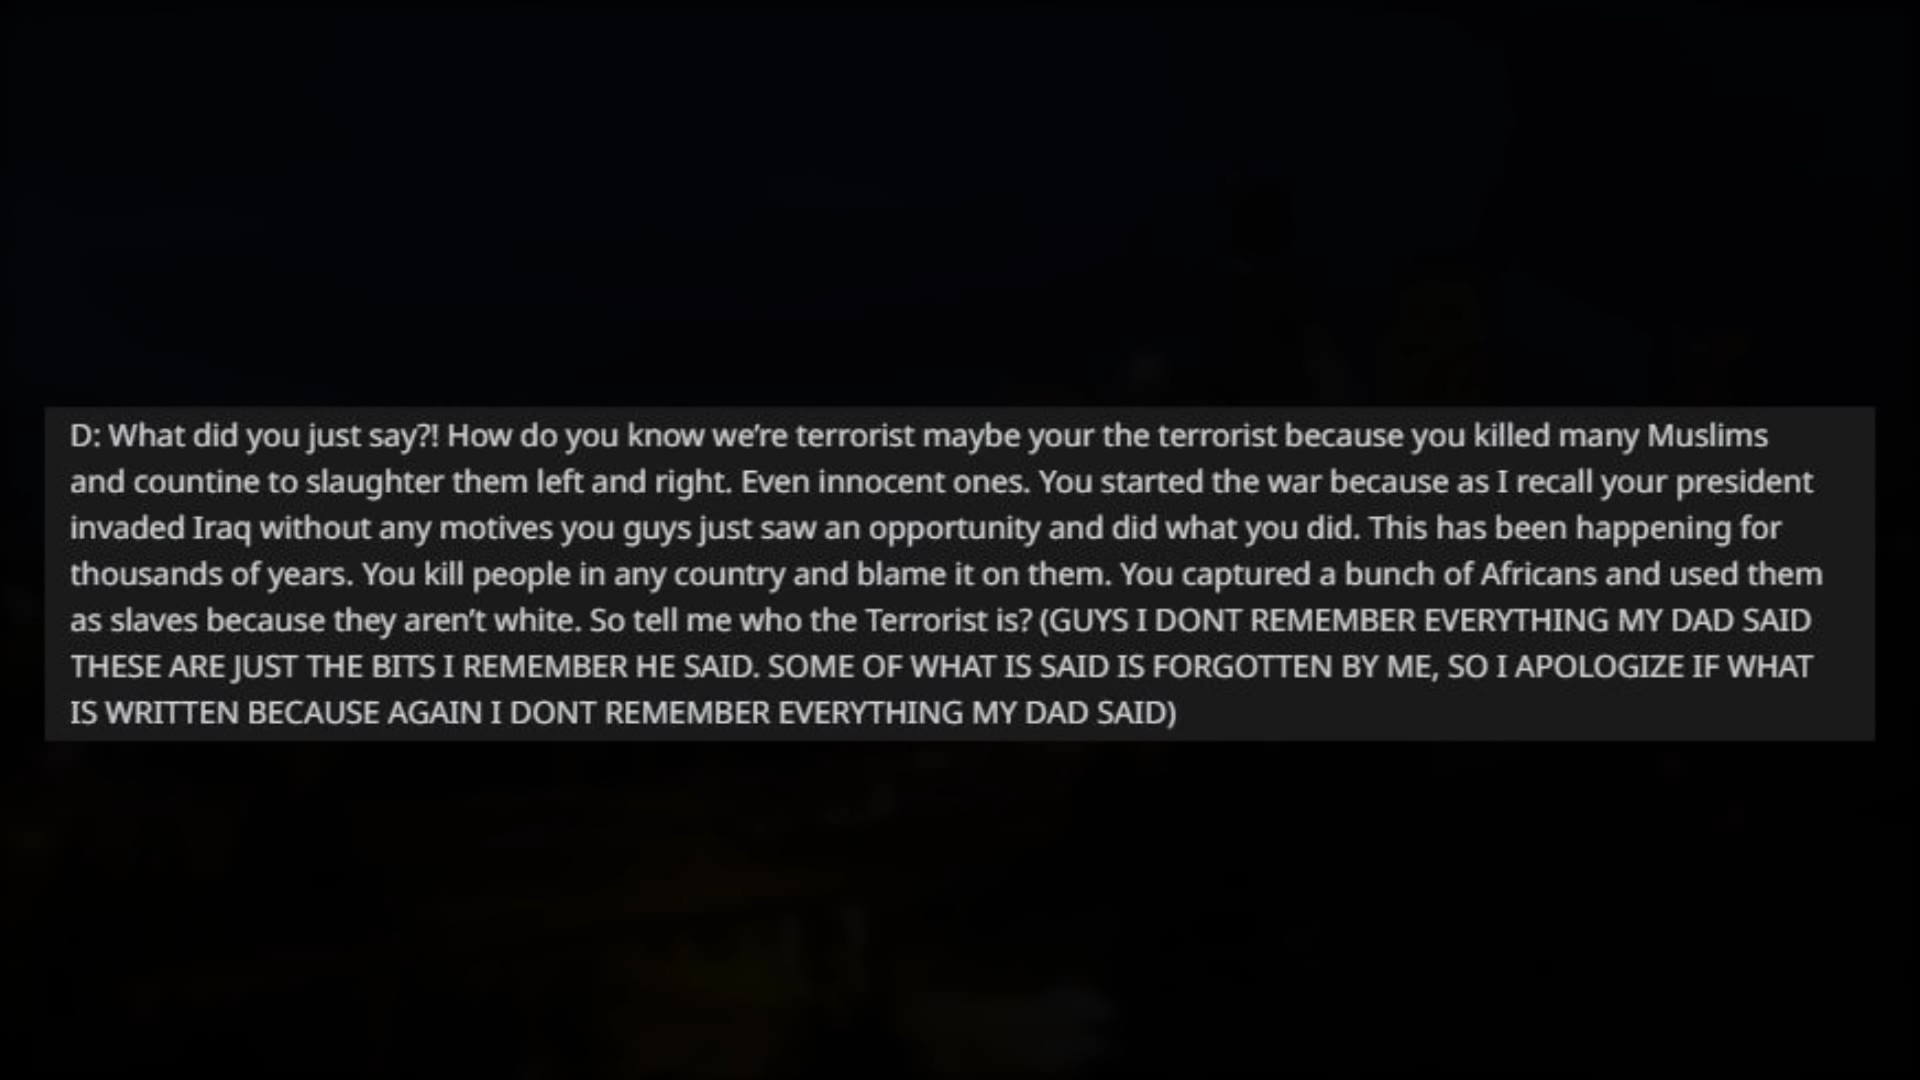 D: What did you just say?! How do you know we’re terrorist maybe your the terrorist because you killed many Muslims
and countine to slaughter them left and right. Even innocent ones. You started the war because as I recall your president
invaded Iraq without any motives you guys just saw an opportunity and did what you did. This has been happening for
thousands of years. You kill people in any country and blame it on them. You captured a bunch of Africans and used them
as slaves because they aren’t white. So tell me who the Terrorist is? (GUYS I DONT REMEMBER EVERYTHING MY DAD SAID
THESE ARE JUST THE BITS I REMEMBER HE SAID. SOME OF WHAT IS SAID IS FORGOTTEN BY ME, SO I APOLOGIZE IF WHAT
IS WRITTEN BECAUSE AGAIN I DONT REMEMBER EVERYTHING MY DAD SAID)